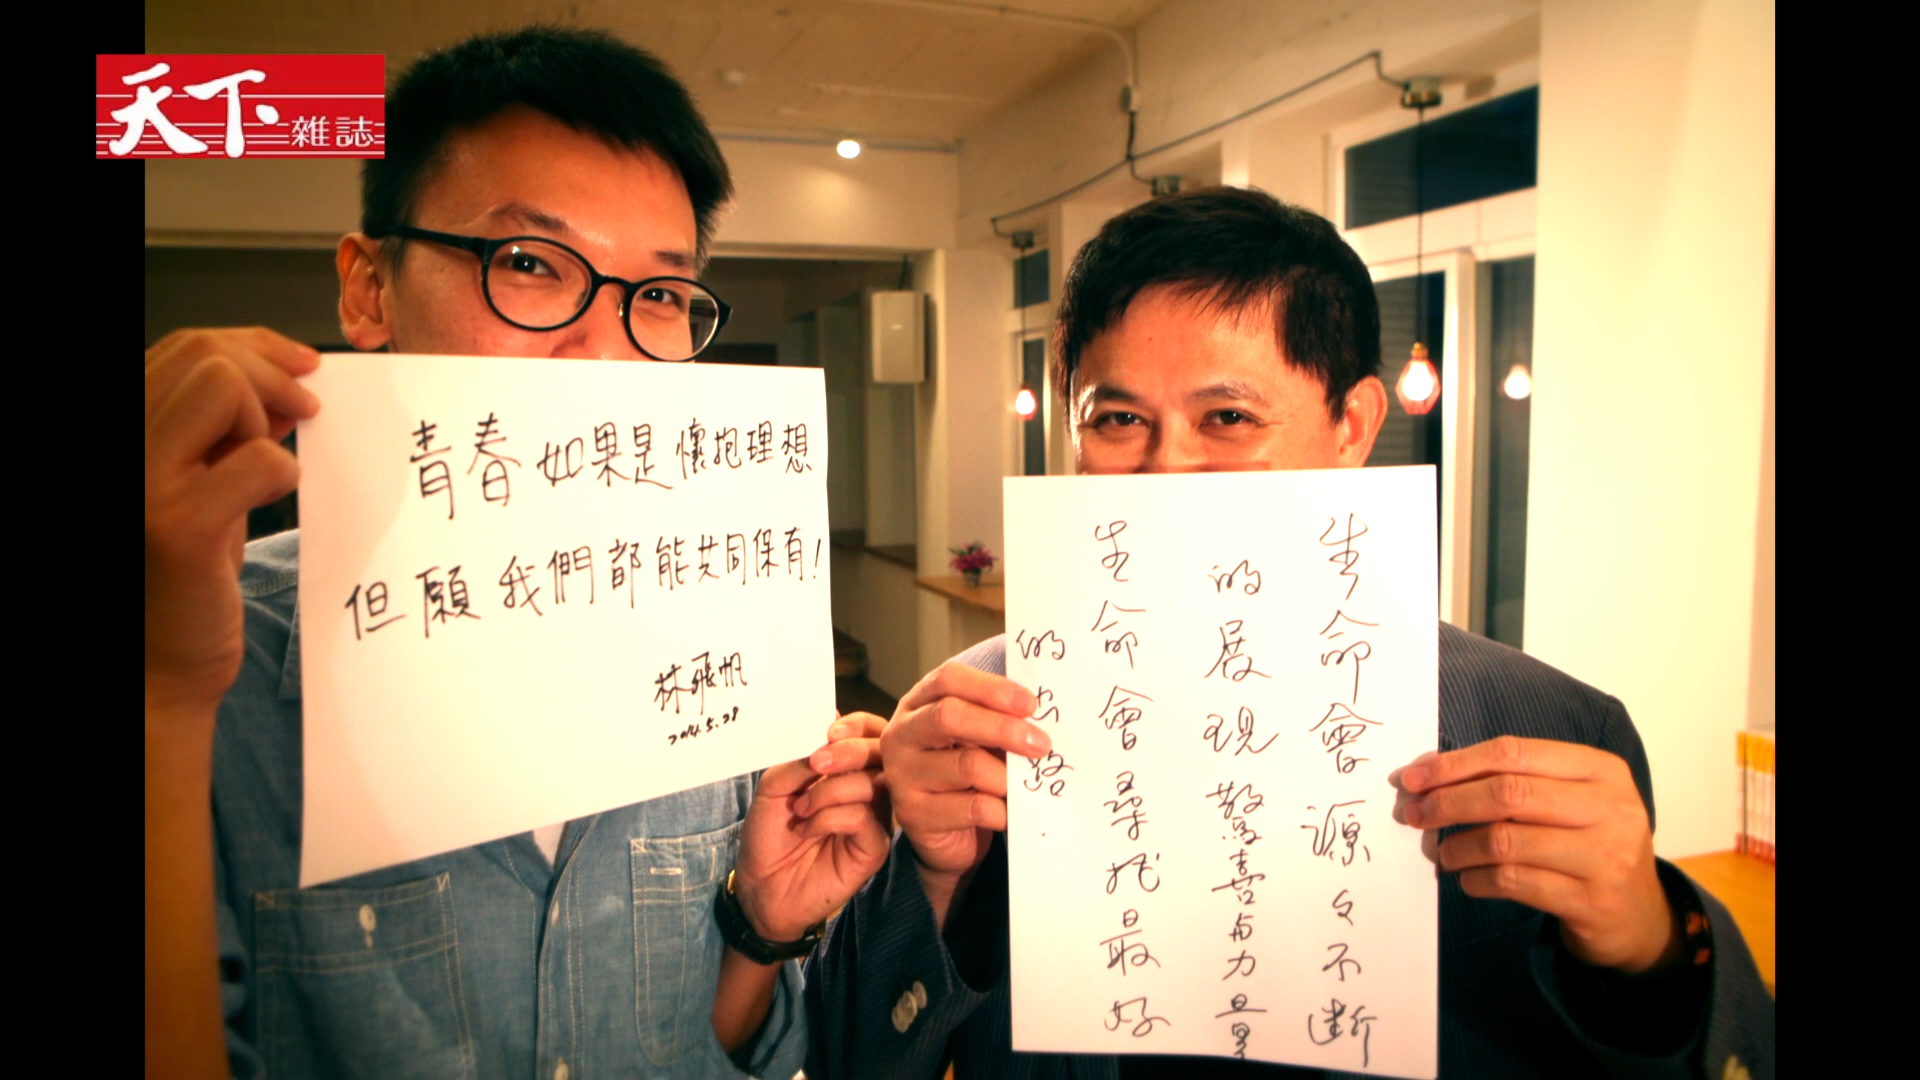 天下雜誌
青春如果是懷抱理想
但願我們都能共同保有!
林飛帆
2014.5.28
生命會源々不斷
的展現驚喜与力量
生命會尋找最好
的出路.